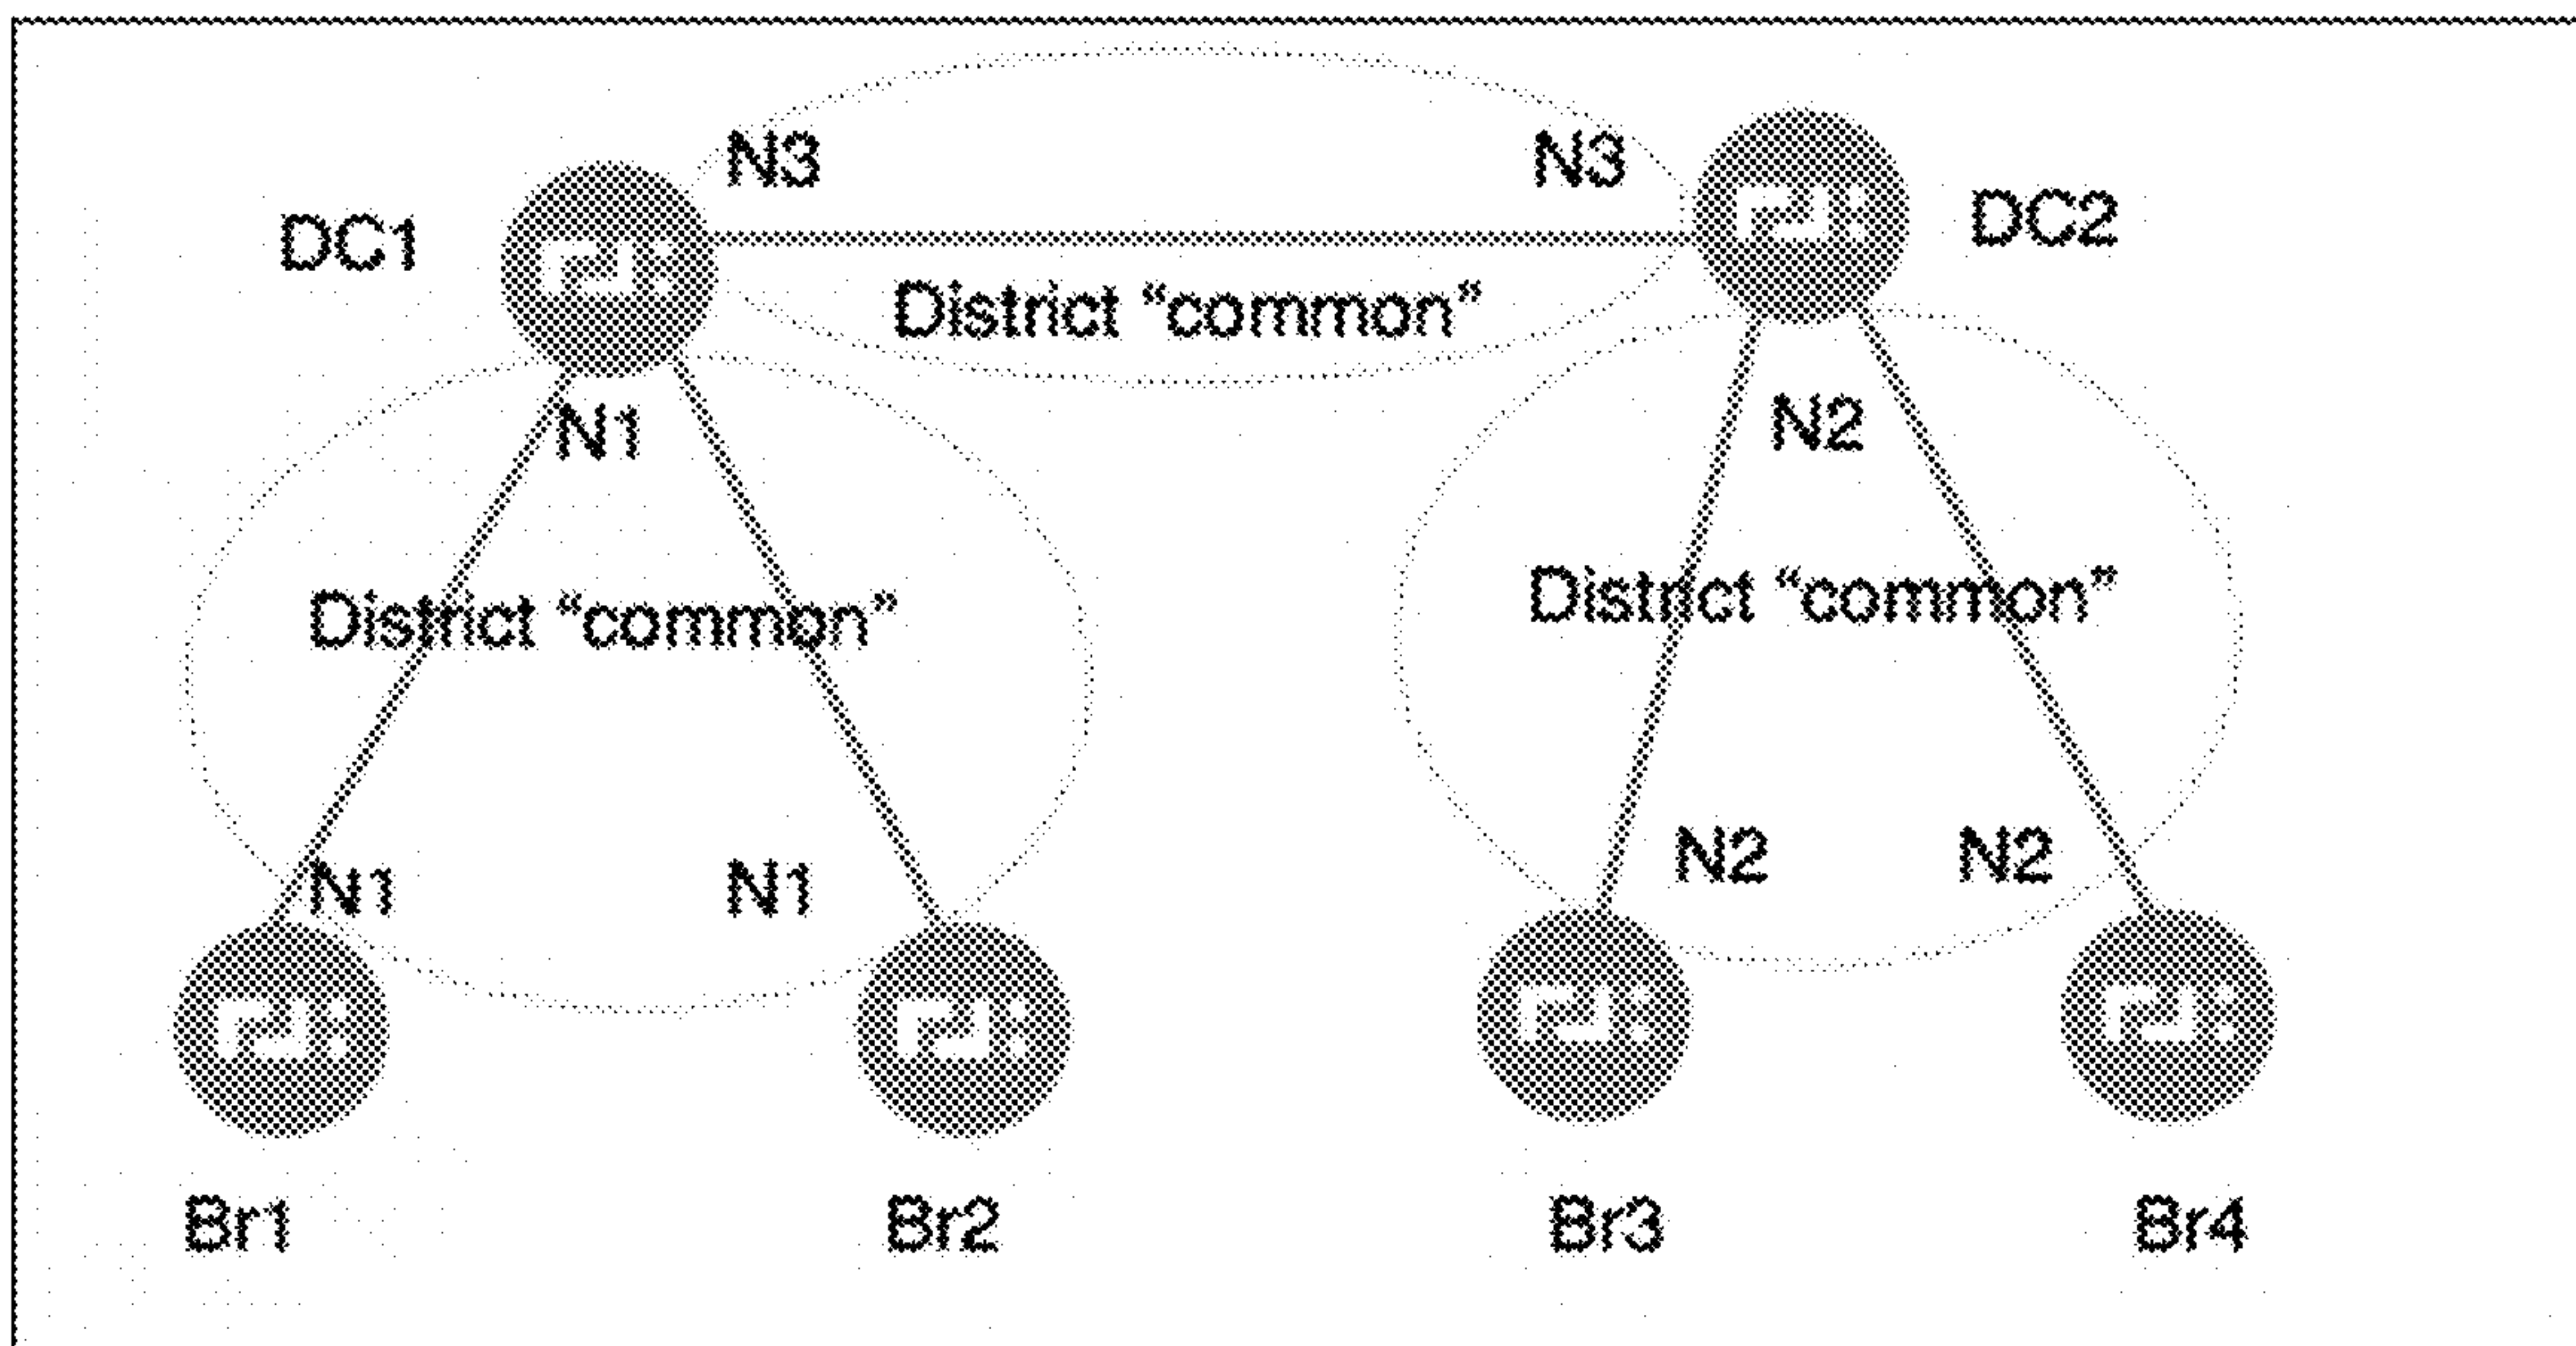 N3
N3
DC1
DC2
District “common”
N1
N2
District “common”
District “common”
N1
N1
N2
N2
Br1
Br2
Br3
Br4